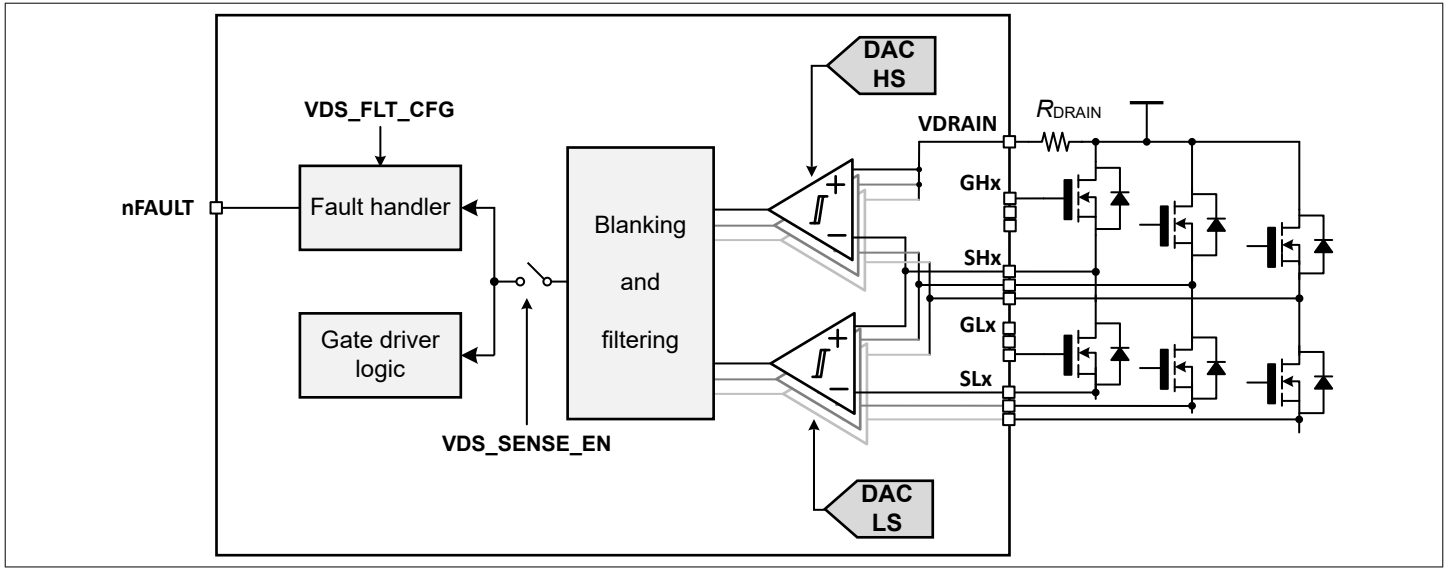 DAC
HS
VDS_FLT_CFG
VDRAIN
RDRAIN
Fault handler
nFAULT
GHx
Blanking
and
filtering
SHx
GLx
Gate driver
logic
SLx
VDS_SENSE_EN
DAC
LS
+
−
+
−